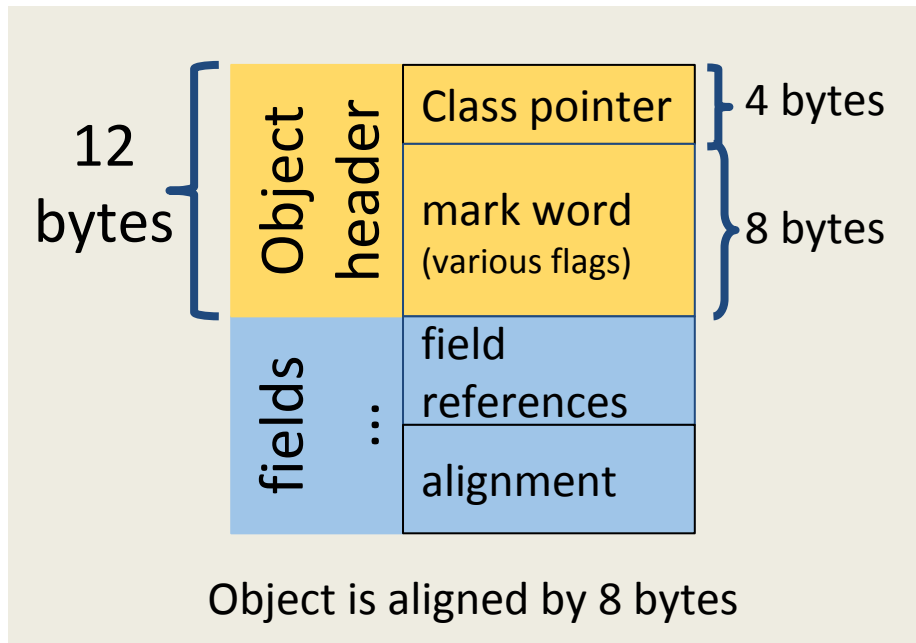 12
bytes
Object
header
Class pointer
4 bytes
mark word
(various flags)
8 bytes
fields
...
field
references
alignment
Object is aligned by 8 bytes